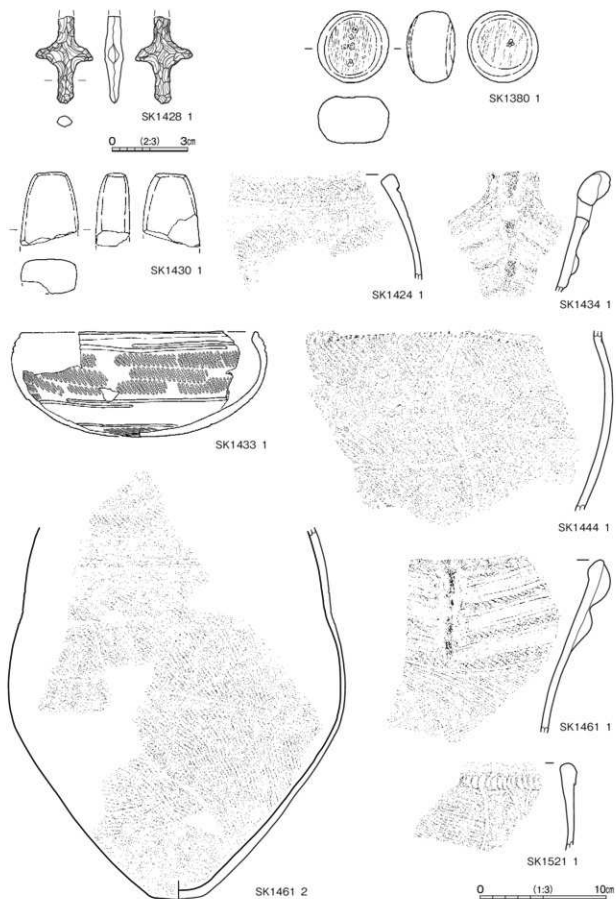 SK1428 1
0 (2:3) 3cm
SK1380 1
SK1430 1
SK1424 1
SK1434 1
SK1433 1
SK1444 1
SK1461 1
SK1521 1
SK1461 2
0 (1:3) 10cm